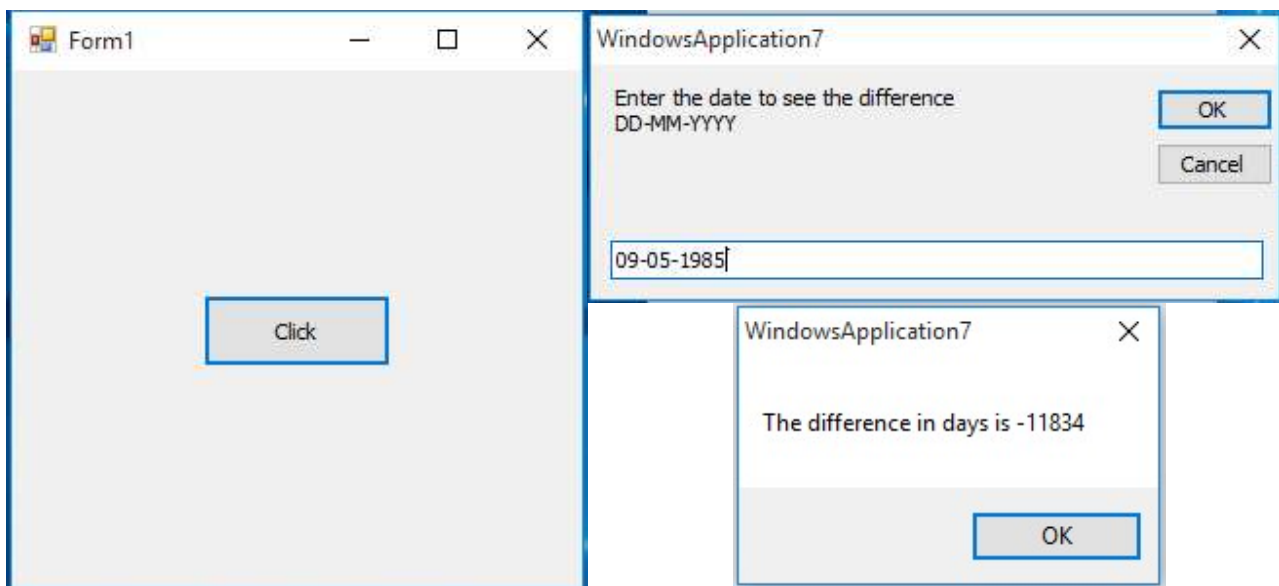 Form1
Click
WindowsApplication7
Enter the date to see the difference
DD-MM-YYYY
OK
Cancel
09-05-1985
WindowsApplication7
The difference in days is -11834
OK